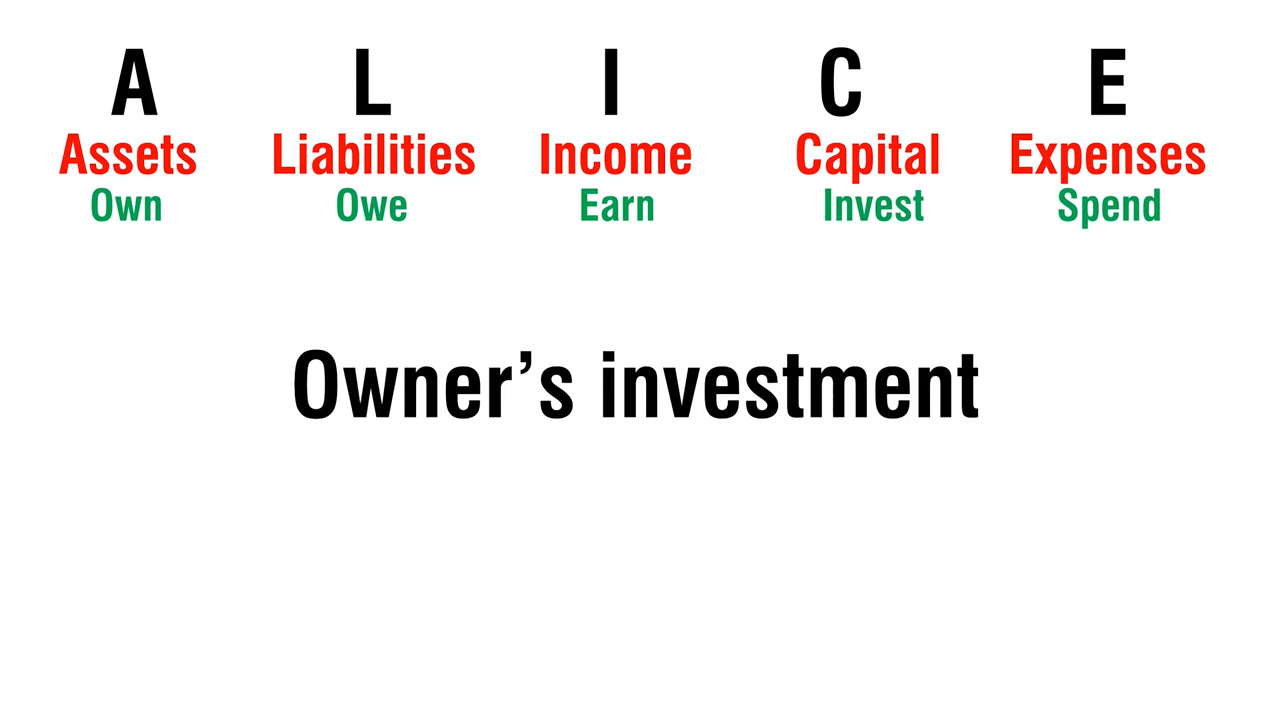 A L I C E
Assets Liabilities Income Capital Expenses
Own Owe Earn Invest Spend
Owner’s investment